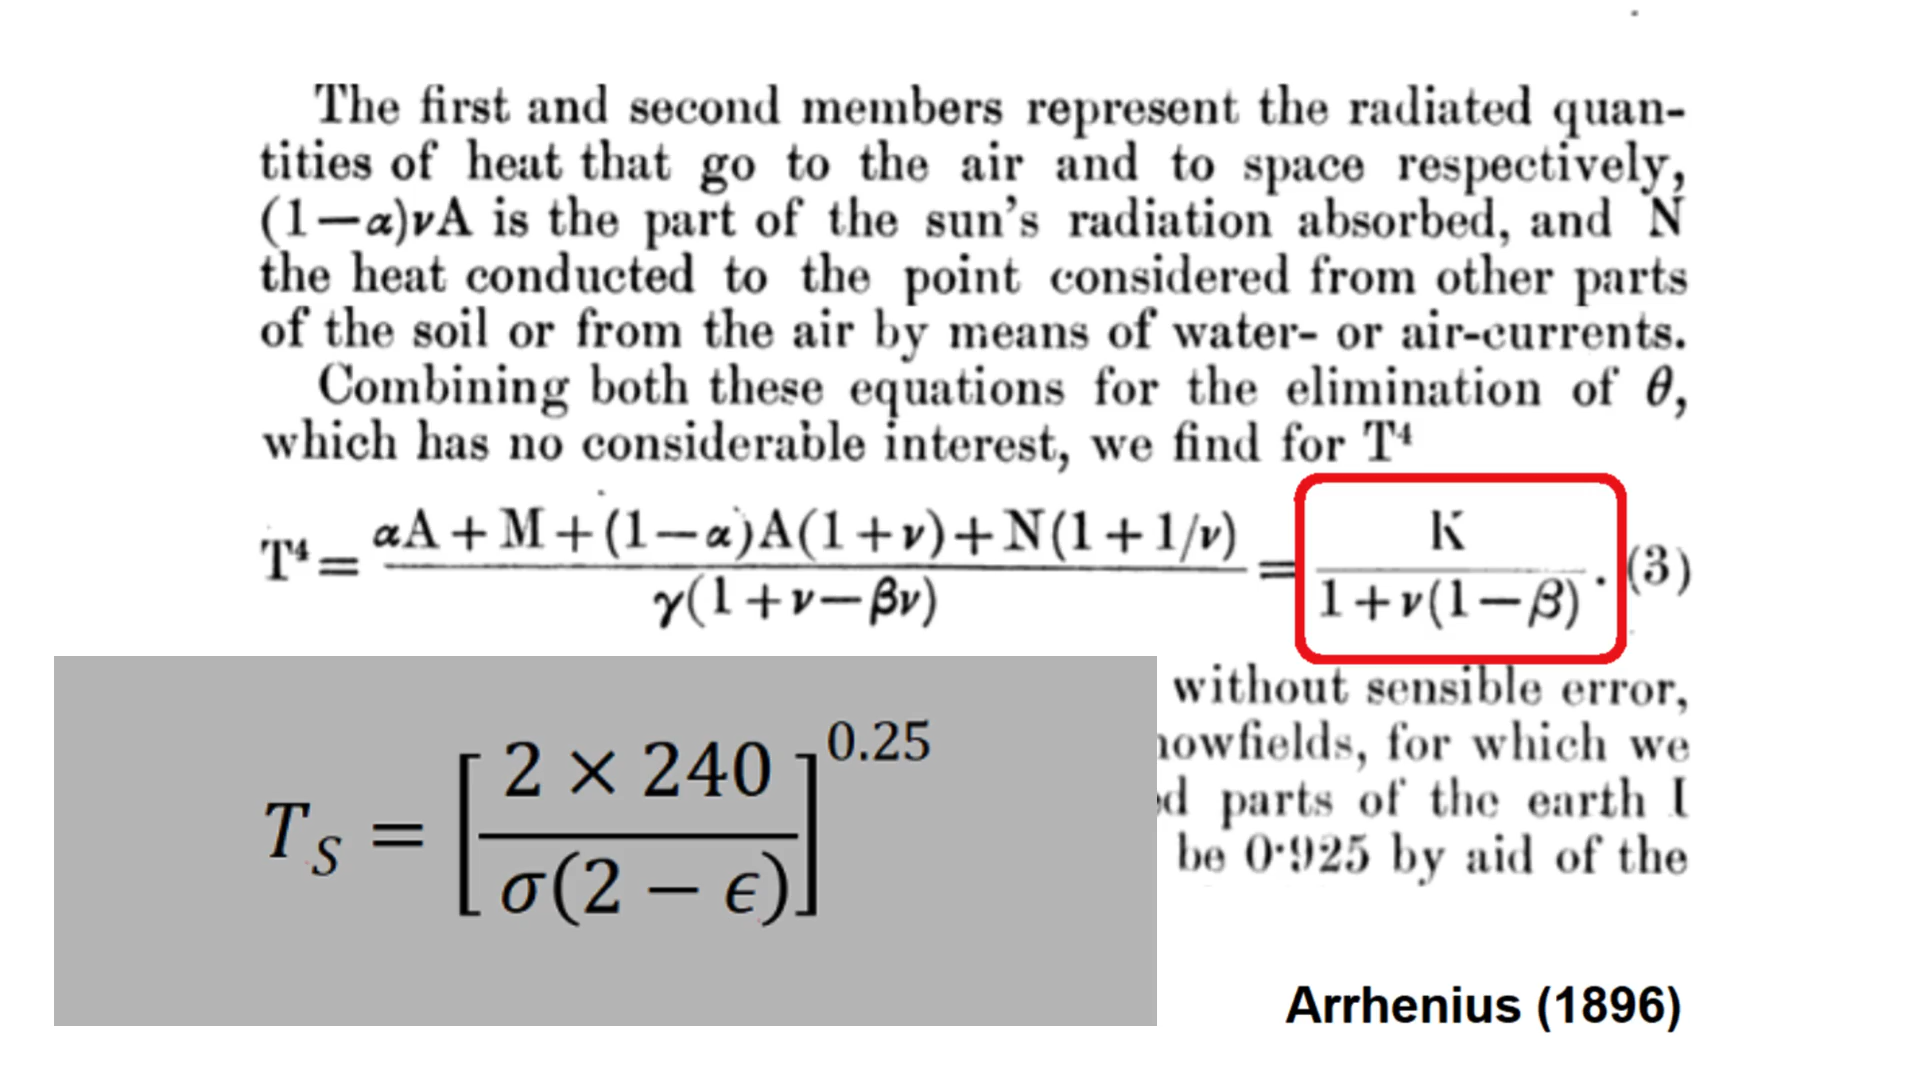 The first and second members represent the radiated quan-
tities of heat that go to the air and to space respectively,
(1—α)νA is the part of the sun's radiation absorbed, and N
the heat conducted to the point considered from other parts
of the soil or from the air by means of water- or air-currents.
Combining both these equations for the elimination of θ,
which has no considerable interest, we find for T⁴
T⁴ = (αA + M + (1—α)A(1+ν) + N(1+1/ν)) / (γ(1+ν—βν)) = K / (1+ν(1—β)) . (3)
without sensible error,
for which we
parts of the earth I
be 0·925 by aid of the
T_S = [ (2 × 240) / (σ(2 − ϵ)) ]^0.25
Arrhenius (1896)